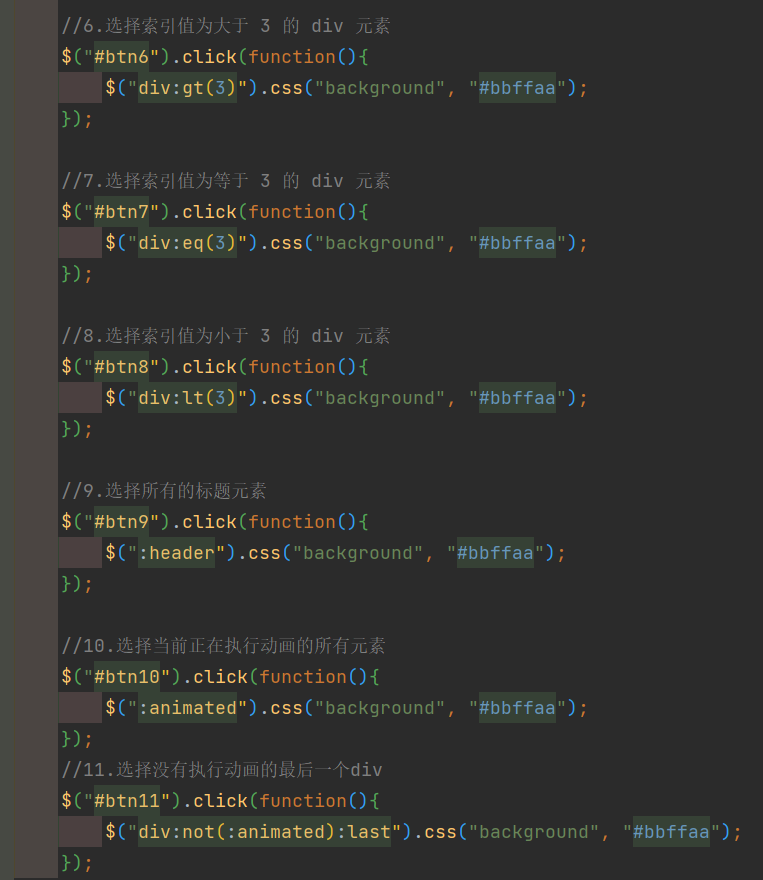 //6.选择索引值为大于 3 的 div 元素
$("#btn6").click(function(){
    $("div:gt(3)").css("background", "#bbffaa");
});

//7.选择索引值为等于 3 的 div 元素
$("#btn7").click(function(){
    $("div:eq(3)").css("background", "#bbffaa");
});

//8.选择索引值为小于 3 的 div 元素
$("#btn8").click(function(){
    $("div:lt(3)").css("background", "#bbffaa");
});

//9.选择所有的标题元素
$("#btn9").click(function(){
    $(":header").css("background", "#bbffaa");
});

//10.选择当前正在执行动画的所有元素
$("#btn10").click(function(){
    $(":animated").css("background", "#bbffaa");
});
//11.选择没有执行动画的最后一个div
$("#btn11").click(function(){
    $("div:not(:animated):last").css("background", "#bbffaa");
});